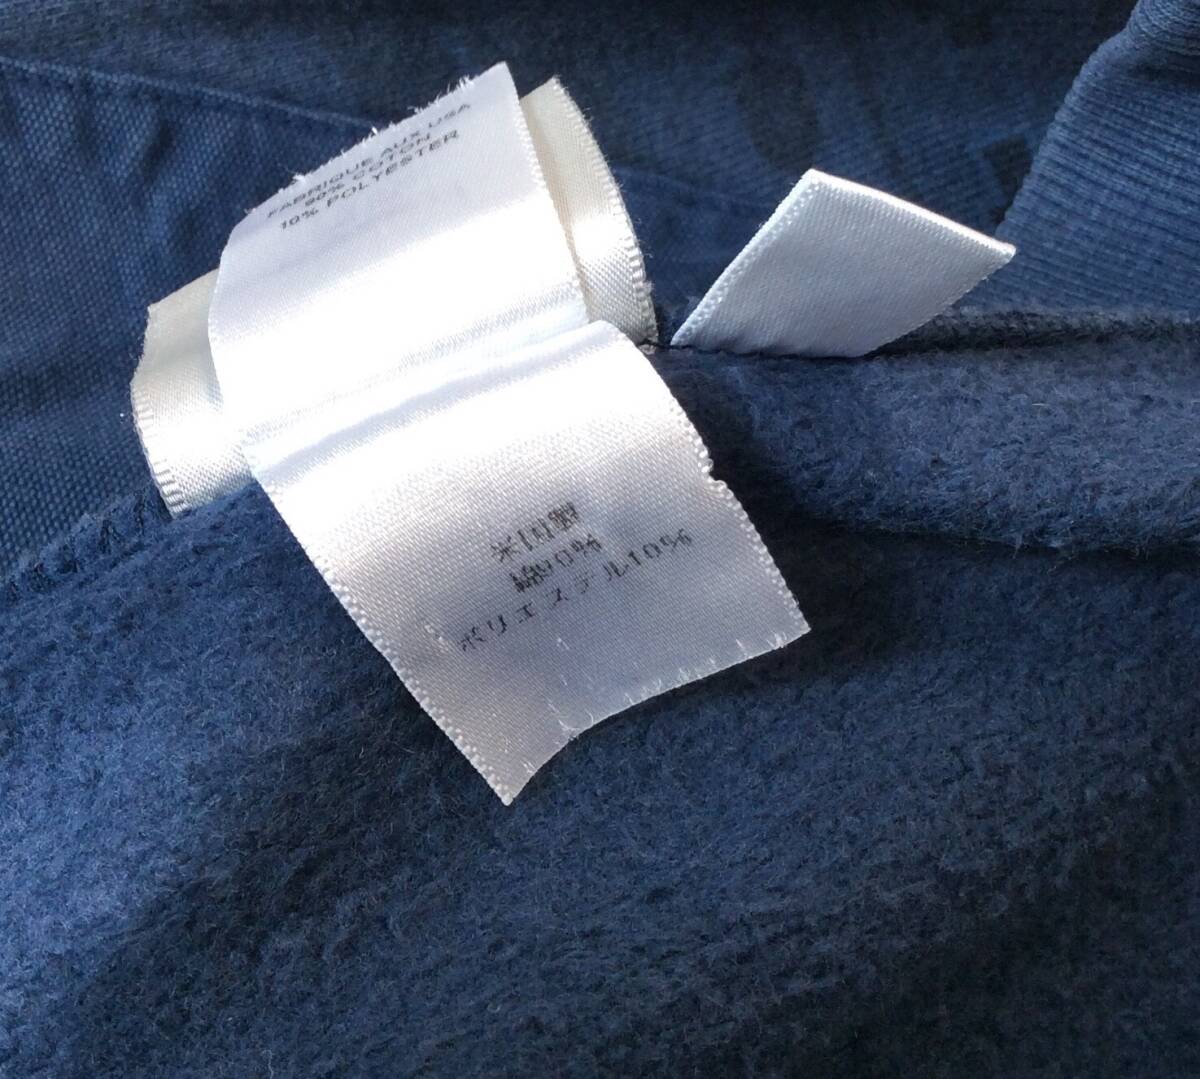 FABRIQUE AUX USA
90% COTON
10% POLYESTER
米国製
綿90%
ポリエステル10%